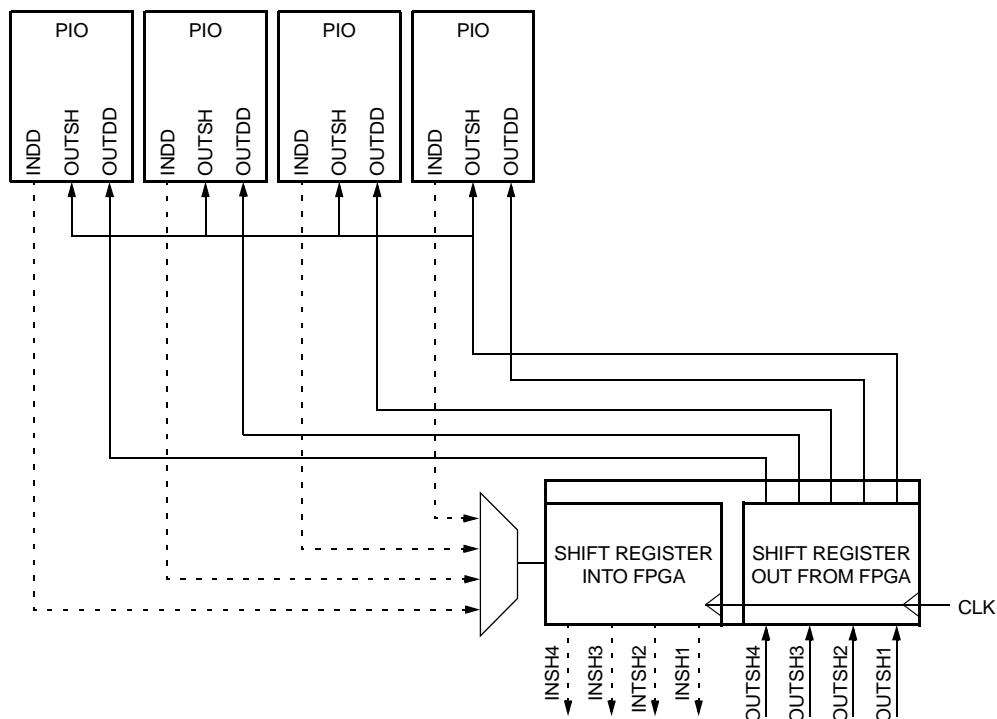 PIO
PIO
PIO
PIO
INDD
OUTSH
OUTDD
INDD
OUTSH
OUTDD
INDD
OUTSH
OUTDD
INDD
OUTSH
OUTDD
SHIFT REGISTER
INTO FPGA
SHIFT REGISTER
OUT FROM FPGA
CLK
INSH4
INSH3
INTSH2
INSH1
OUTSH4
OUTSH3
OUTSH2
OUTSH1